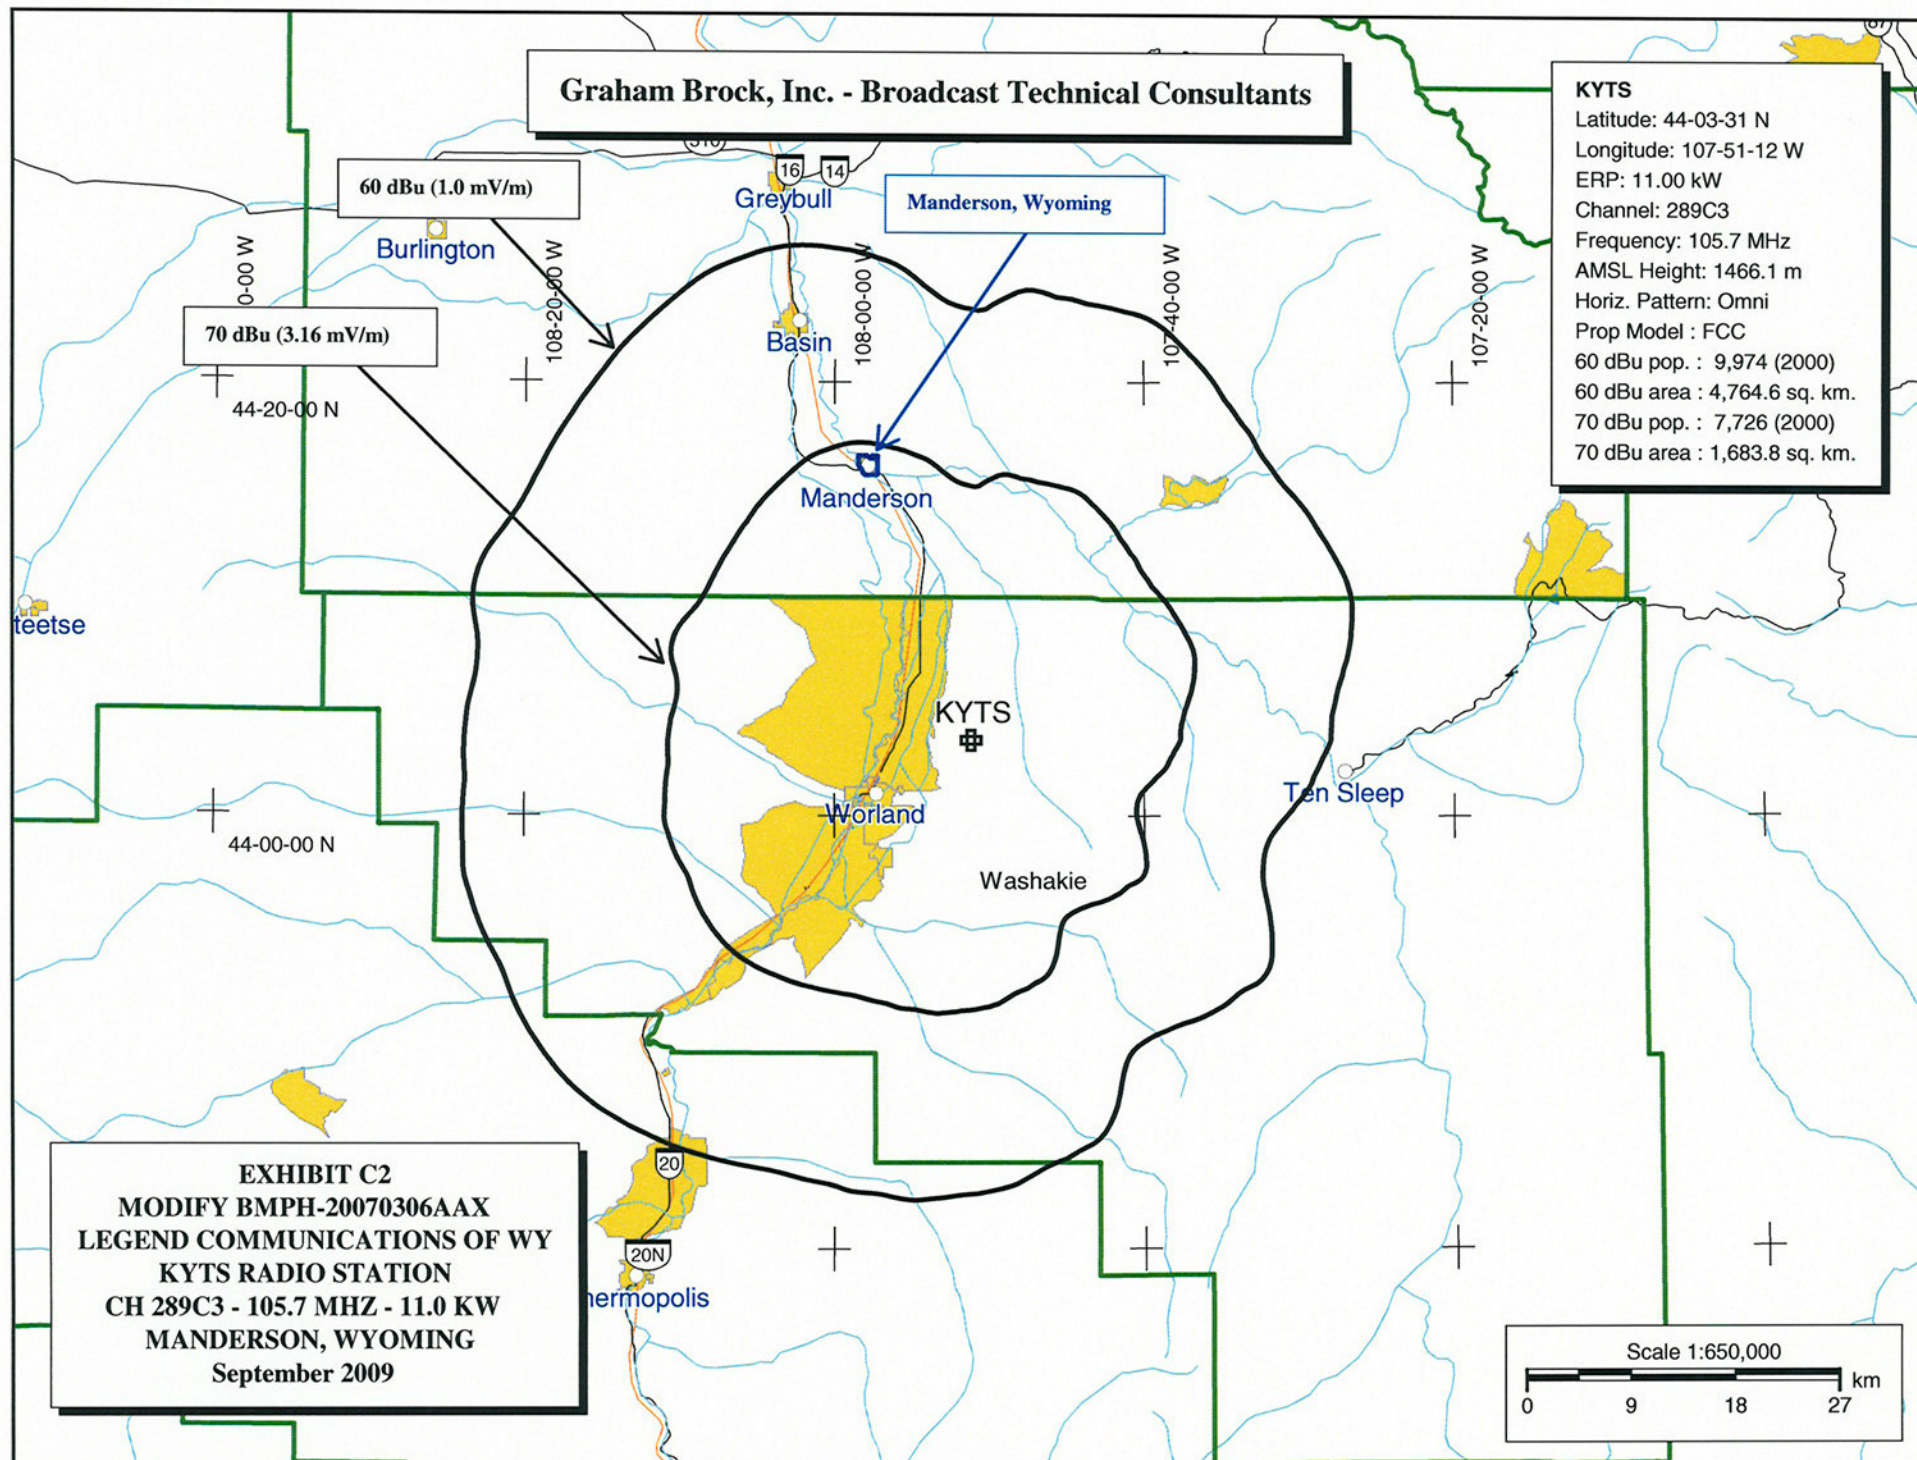 Graham Brock, Inc. - Broadcast Technical Consultants
KYTS
Latitude: 44-03-31 N
Longitude: 107-51-12 W
ERP: 11.00 kW
Channel: 289C3
Frequency: 105.7 MHz
AMSL Height: 1466.1 m
Horiz. Pattern: Omni
Prop Model : FCC
60 dBu pop. : 9,974 (2000)
60 dBu area : 4,764.6 sq. km.
70 dBu pop. : 7,726 (2000)
70 dBu area : 1,683.8 sq. km.
60 dBu (1.0 mV/m)
16
14
Greybull
Manderson, Wyoming
Burlington
0-00 W
108-20-00 W
108-00-00 W
107-40-00 W
107-20-00 W
70 dBu (3.16 mV/m)
Basin
44-20-00 N
Manderson
teetse
KYTS
Ten Sleep
Worland
44-00-00 N
Washakie
20
20N
hermopolis
EXHIBIT C2
MODIFY BMPH-20070306AAX
LEGEND COMMUNICATIONS OF WY
KYTS RADIO STATION
CH 289C3 - 105.7 MHZ - 11.0 KW
MANDERSON, WYOMING
September 2009
Scale 1:650,000
km
0 9 18 27